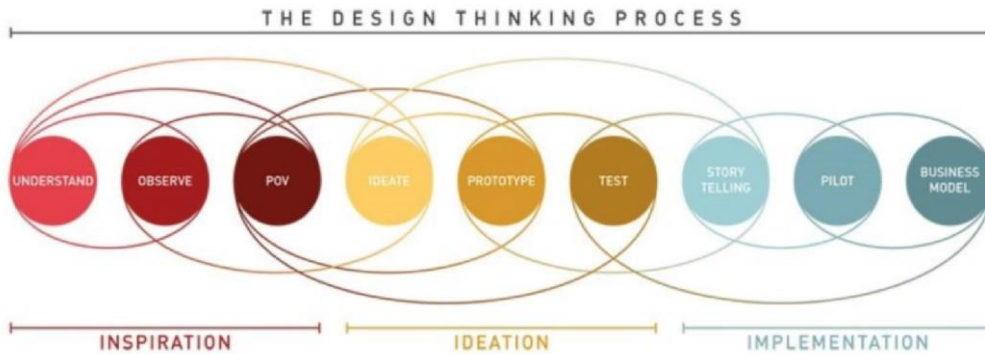 THE DESIGN THINKING PROCESS
UNDERSTAND
OBSERVE
POV
IDEATE
PROTOTYPE
TEST
STORY
TELLING
PILOT
BUSINESS
MODEL
INSPIRATION
IDEATION
IMPLEMENTATION